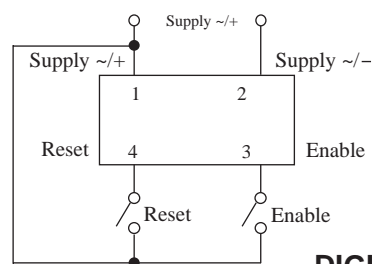 Supply ~/+
Supply ~/+ Supply ~/−
1 2
Reset 4 3 Enable
Reset Enable